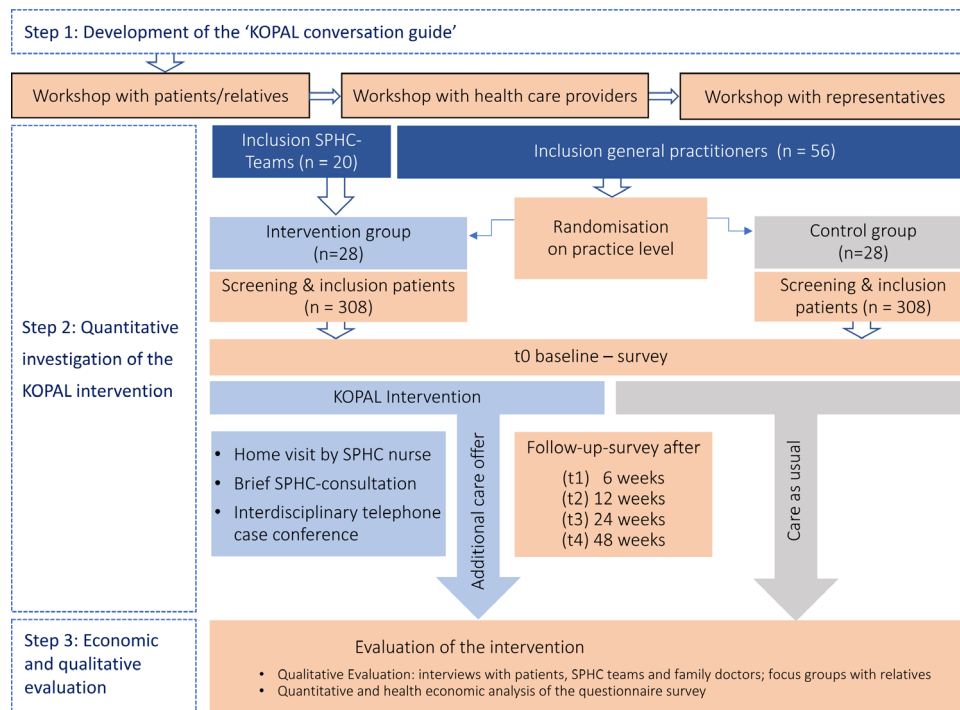 Step 1: Development of the ‘KOPAL conversation guide’
Workshop with patients/relatives
Workshop with health care providers
Workshop with representatives
Inclusion SPHC-
Teams (n = 20)
Inclusion general practitioners (n = 56)
Intervention group
(n=28)
Randomisation
on practice level
Control group
(n=28)
Screening & inclusion patients
(n = 308)
Screening & inclusion
patients (n = 308)
Step 2: Quantitative
investigation of the
KOPAL intervention
t0 baseline – survey
KOPAL Intervention
• Home visit by SPHC nurse
• Brief SPHC-consultation
• Interdisciplinary telephone
case conference
Additional care offer
Follow-up-survey after
(t1) 6 weeks
(t2) 12 weeks
(t3) 24 weeks
(t4) 48 weeks
Care as usual
Step 3: Economic
and qualitative
evaluation
Evaluation of the intervention
• Qualitative Evaluation: interviews with patients, SPHC teams and family doctors; focus groups with relatives
• Quantitative and health economic analysis of the questionnaire survey